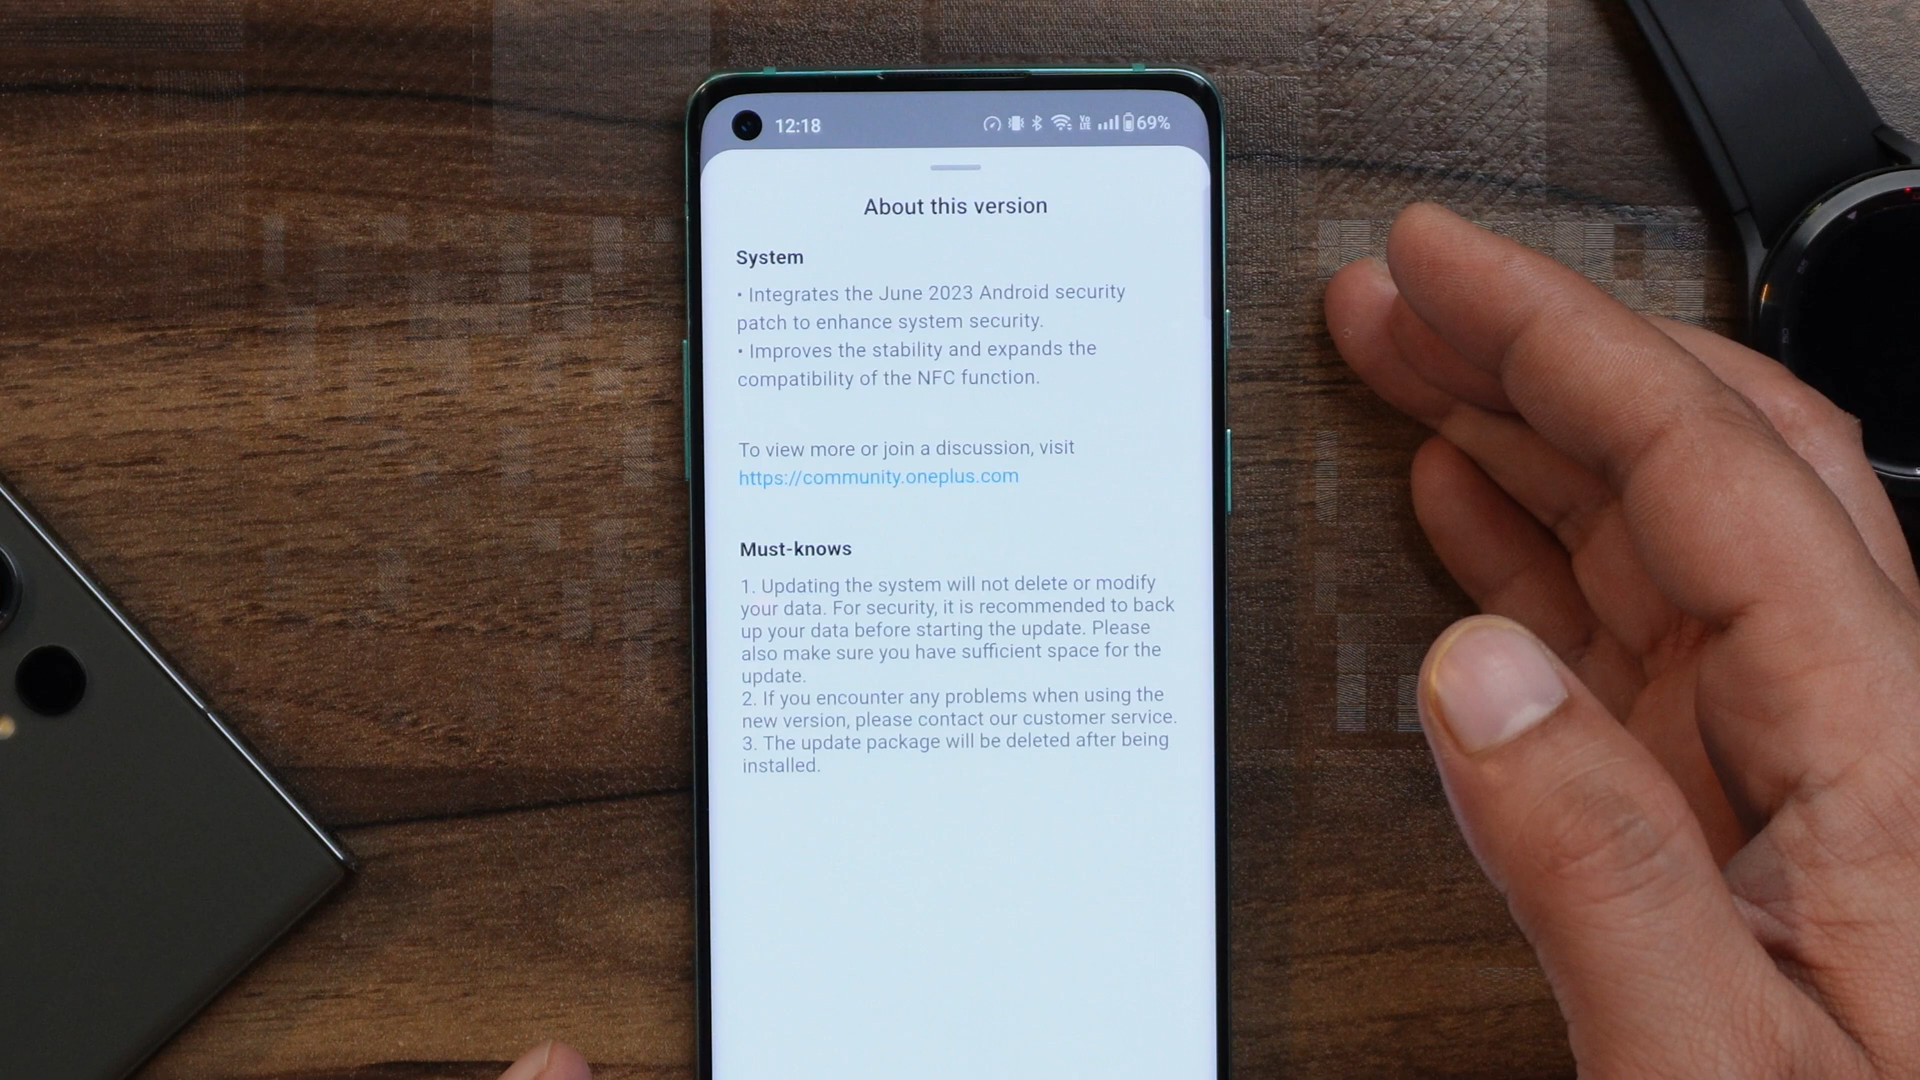 12:18 Vo LTE 69%
About this version
System
• Integrates the June 2023 Android security
patch to enhance system security.
• Improves the stability and expands the
compatibility of the NFC function.
To view more or join a discussion, visit
https://community.oneplus.com
Must-knows
1. Updating the system will not delete or modify
your data. For security, it is recommended to back
up your data before starting the update. Please
also make sure you have sufficient space for the
update.
2. If you encounter any problems when using the
new version, please contact our customer service.
3. The update package will be deleted after being
installed.